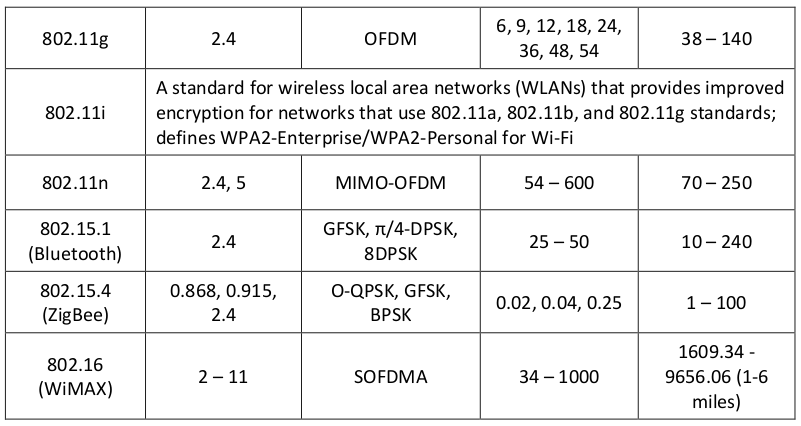 802.11g 2.4 OFDM 6, 9, 12, 18, 24, 36, 48, 54 38 – 140
802.11i A standard for wireless local area networks (WLANs) that provides improved
encryption for networks that use 802.11a, 802.11b, and 802.11g standards;
defines WPA2-Enterprise/WPA2-Personal for Wi-Fi
802.11n 2.4, 5 MIMO-OFDM 54 – 600 70 – 250
802.15.1
(Bluetooth)
2.4
GFSK, π/4-DPSK,
8DPSK
25 – 50
10 – 240
802.15.4
(ZigBee)
0.868, 0.915,
2.4
O-QPSK, GFSK,
BPSK
0.02, 0.04, 0.25
1 – 100
802.16
(WiMAX)
2 – 11
SOFDMA
34 – 1000
1609.34 -
9656.06 (1-6
miles)